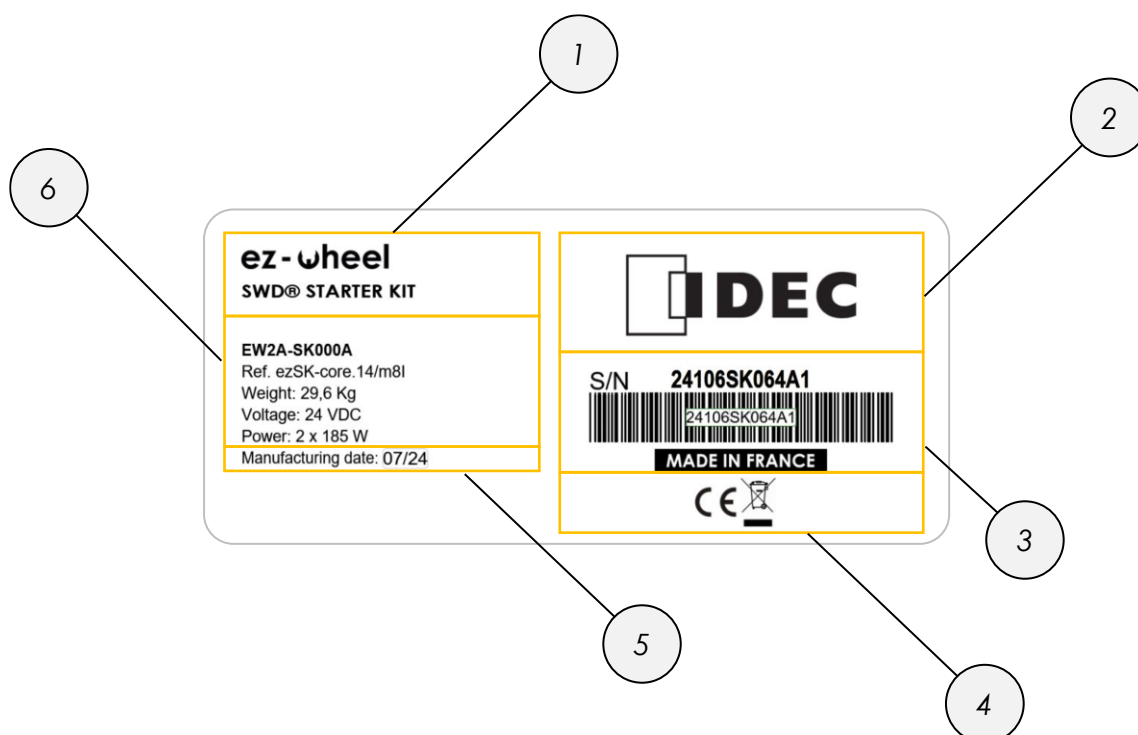 1
2
6
ez-wheel
SWD® STARTER KIT
EW2A-SK000A
Ref. ezSK-core.14/m8I
Weight: 29,6 Kg
Voltage: 24 VDC
Power: 2 x 185 W
Manufacturing date: 07/24
IDEC
S/N 24106SK064A1
24106SK064A1
MADE IN FRANCE
CE
3
5
4